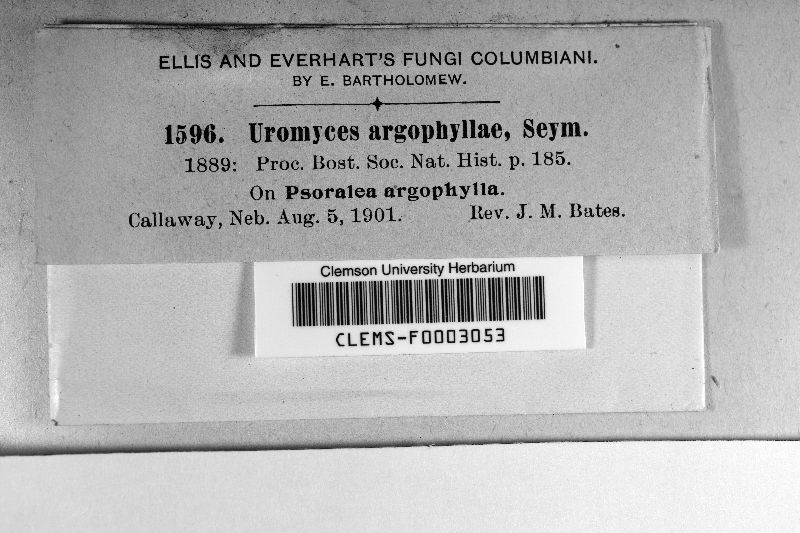 ELLIS AND EVERHART'S FUNGI COLUMBIANI.
BY E. BARTHOLOMEW.
1596. Uromyces argophyllae, Seym.
1889: Proc. Bost. Soc. Nat. Hist. p. 185.
On Psoralea argophylla.
Callaway, Neb. Aug. 5, 1901. Rev. J. M. Bates.
Clemson University Herbarium
CLEMS-F0003053